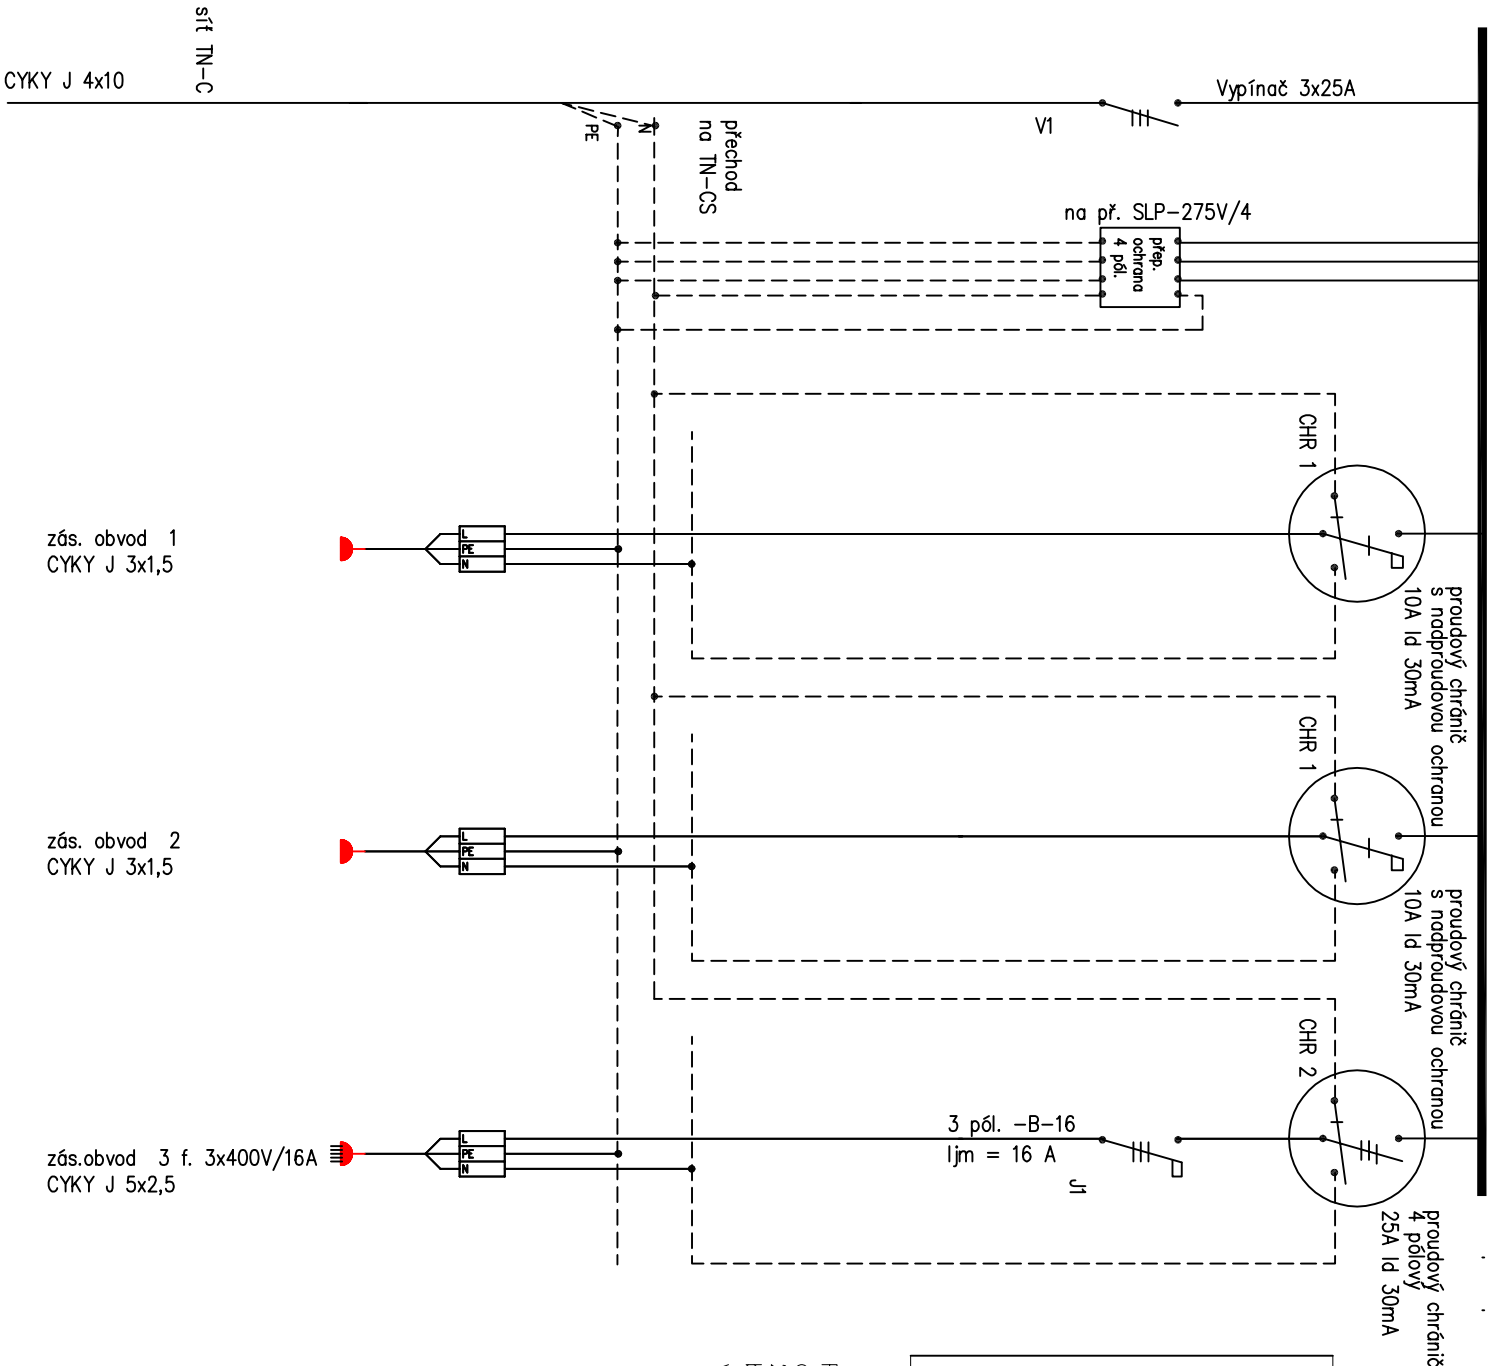 síť TN-C
CYKY J 4x10
Vypínač 3x25A
V1
PE
N
přechod
na TN-CS
na př. SLP-275V/4
přep.
ochrana
4 pól.
CHR 1
zás. obvod 1
CYKY J 3x1,5
L
PE
N
proudový chránič
s nadproudovou ochranou
10A Id 30mA
CHR 1
zás. obvod 2
CYKY J 3x1,5
L
PE
N
proudový chránič
s nadproudovou ochranou
10A Id 30mA
CHR 2
3 pól. -B-16
Ijm = 16 A
J1
zás.obvod 3 f. 3x400V/16A
CYKY J 5x2,5
L
PE
N
proudový chránič
4 pólový
25A Id 30mA